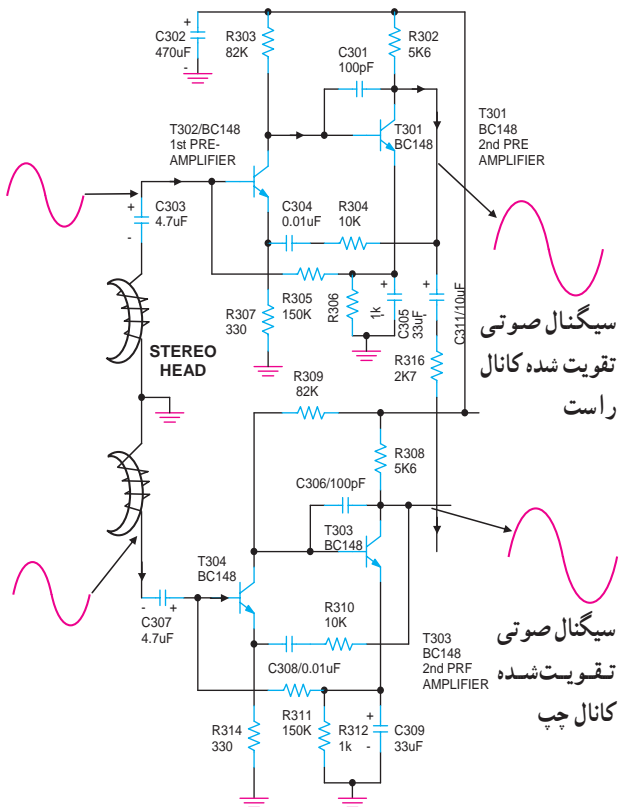 C302
470uF
+
-
R303
82K
C301
100pF
R302
5K6
T302/BC148
1st PRE-
AMPLIFIER
T301
BC148
T301
BC148
2nd PRE
AMPLIFIER
+
C303
4.7uF
-
C304
0.01uF
R304
10K
R307
330
R305
150K
R306
1k
+
-
C305
33uF
+
-
C311/10uF
R316
2K7
STEREO
HEAD
سیگنال صوتی
تقویت شده کانال
راست
R309
82K
R308
5K6
C306/100pF
T303
BC148
T304
BC148
- +
C307
4.7uF
R310
10K
C308/0.01uF
T303
BC148
2nd PRF
AMPLIFIER
R314
330
R311
150K
R312
1k
+
-
C309
33uF
سیگنال صوتی
تـقـویـت‌شـده
کانال چپ